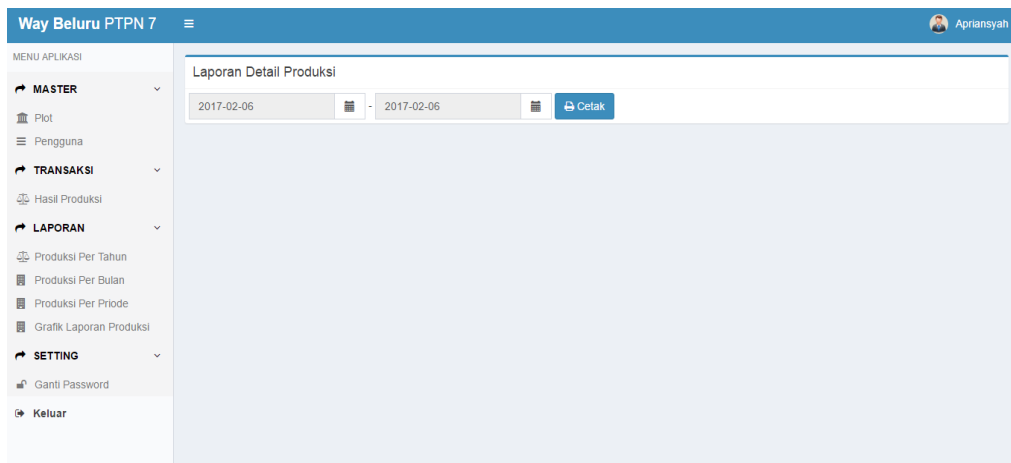 Way Beluru PTPN 7
Apriansyah
MENU APLIKASI
MASTER
Plot
Pengguna
TRANSAKSI
Hasil Produksi
LAPORAN
Produksi Per Tahun
Produksi Per Bulan
Produksi Per Priode
Grafik Laporan Produksi
SETTING
Ganti Password
Keluar
Laporan Detail Produksi
2017-02-06 - 2017-02-06 Cetak